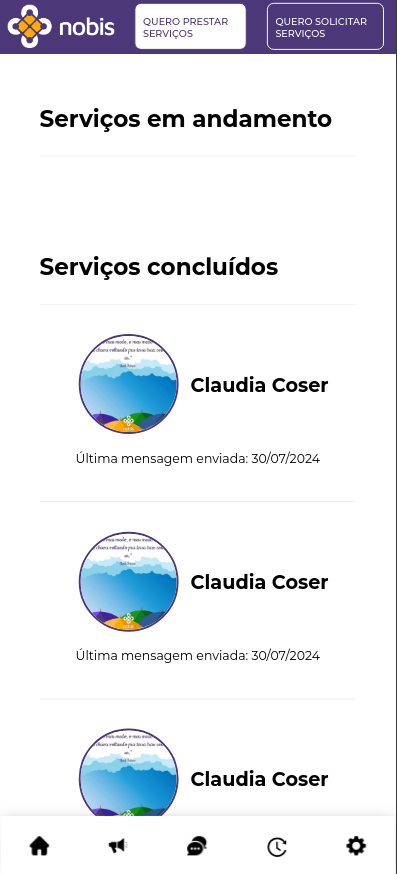 nobis
QUERO PRESTAR
SERVIÇOS
QUERO SOLICITAR
SERVIÇOS
Serviços em andamento
Serviços concluídos
Claudia Coser
Última mensagem enviada: 30/07/2024
Claudia Coser
Última mensagem enviada: 30/07/2024
Claudia Coser